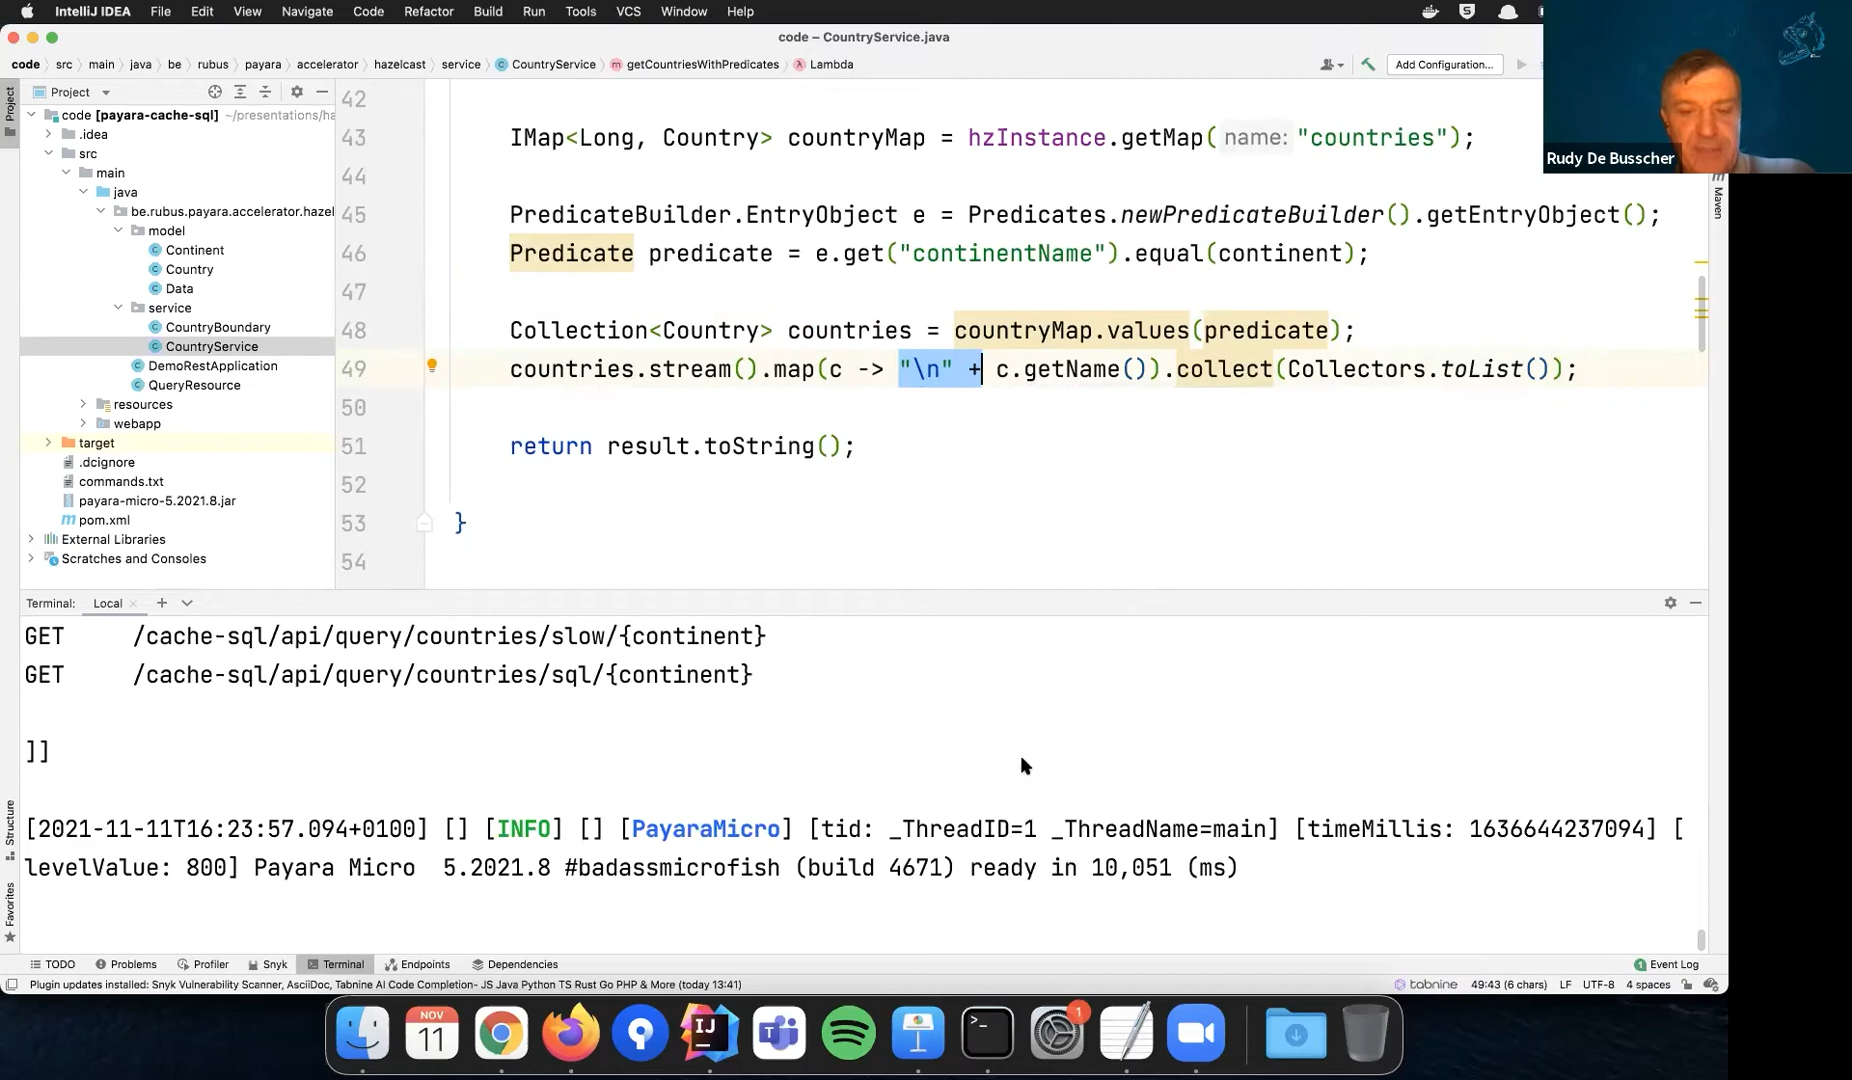 IntelliJ IDEA File Edit View Navigate Code Refactor Build Run Tools VCS Window Help
code – CountryService.java
code src main java be rubus payara accelerator hazelcast service CountryService getCountriesWithPredicates Lambda
Add Configuration...
Rudy De Busscher
Project
Project
code [payara-cache-sql] ~/presentations/ha
.idea
src
main
java
be.rubus.payara.accelerator.hazel
model
Continent
Country
Data
service
CountryBoundary
CountryService
DemoRestApplication
QueryResource
resources
webapp
target
.dcignore
commands.txt
payara-micro-5.2021.8.jar
pom.xml
External Libraries
Scratches and Consoles
42
43 IMap<Long, Country> countryMap = hzInstance.getMap( name: "countries");
44
45 PredicateBuilder.EntryObject e = Predicates.newPredicateBuilder().getEntryObject();
46 Predicate predicate = e.get("continentName").equal(continent);
47
48 Collection<Country> countries = countryMap.values(predicate);
49 countries.stream().map(c -> "\n" + c.getName()).collect(Collectors.toList());
50
51 return result.toString();
52
53 }
54
Maven
Terminal: Local
GET /cache-sql/api/query/countries/slow/{continent}
GET /cache-sql/api/query/countries/sql/{continent}
]]
[2021-11-11T16:23:57.094+0100] [] [INFO] [] [PayaraMicro] [tid: _ThreadID=1 _ThreadName=main] [timeMillis: 1636644237094] [
levelValue: 800] Payara Micro 5.2021.8 #badassmicrofish (build 4671) ready in 10,051 (ms)
Structure
Favorites
TODO Problems Profiler Snyk Terminal Endpoints Dependencies
1 Event Log
Plugin updates installed: Snyk Vulnerability Scanner, AsciiDoc, Tabnine AI Code Completion- JS Java Python TS Rust Go PHP & More (today 13:41)
tabnine 49:43 (6 chars) LF UTF-8 4 spaces
NOV
11
IJ
1